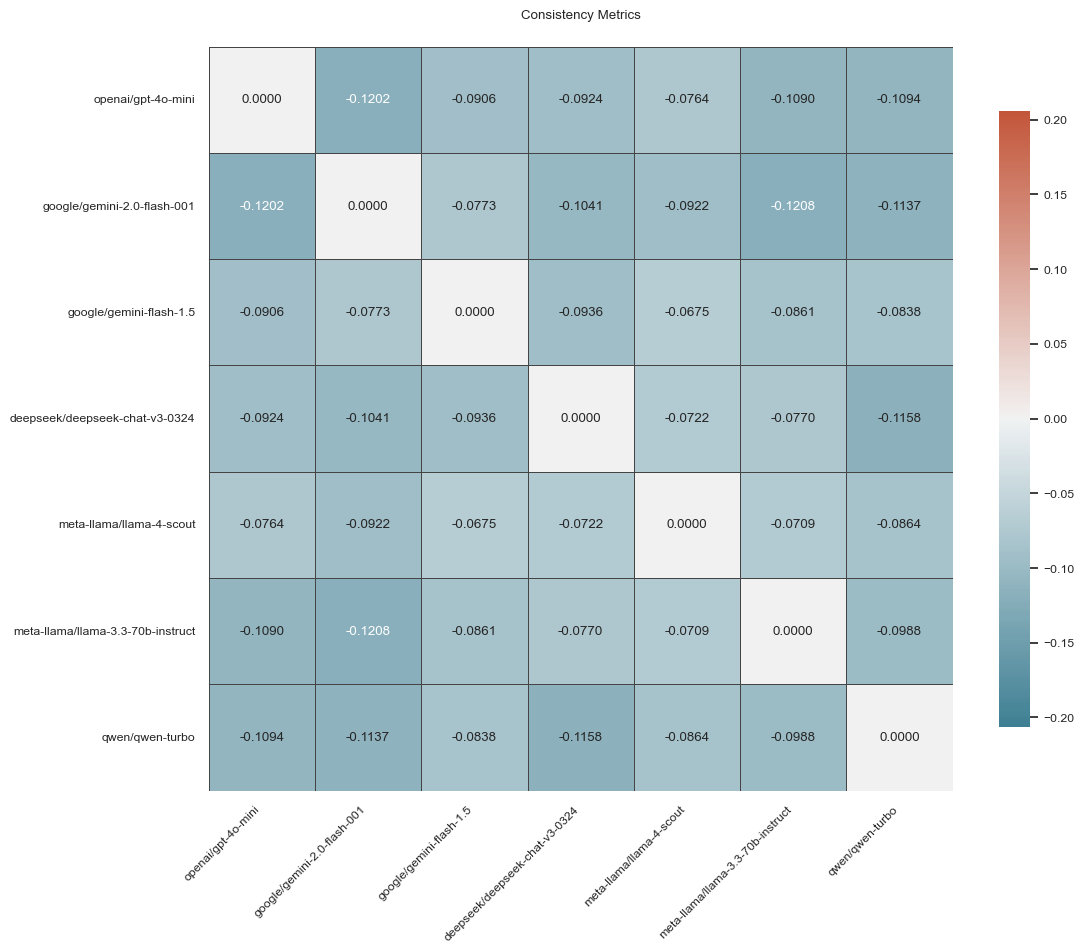 Consistency Metrics
openai/gpt-4o-mini 0.0000 -0.1202 -0.0906 -0.0924 -0.0764 -0.1090 -0.1094
google/gemini-2.0-flash-001 -0.1202 0.0000 -0.0773 -0.1041 -0.0922 -0.1208 -0.1137
google/gemini-flash-1.5 -0.0906 -0.0773 0.0000 -0.0936 -0.0675 -0.0861 -0.0838
deepseek/deepseek-chat-v3-0324 -0.0924 -0.1041 -0.0936 0.0000 -0.0722 -0.0770 -0.1158
meta-llama/llama-4-scout -0.0764 -0.0922 -0.0675 -0.0722 0.0000 -0.0709 -0.0864
meta-llama/llama-3.3-70b-instruct -0.1090 -0.1208 -0.0861 -0.0770 -0.0709 0.0000 -0.0988
qwen/qwen-turbo -0.1094 -0.1137 -0.0838 -0.1158 -0.0864 -0.0988 0.0000
openai/gpt-4o-mini
google/gemini-2.0-flash-001
google/gemini-flash-1.5
deepseek/deepseek-chat-v3-0324
meta-llama/llama-4-scout
meta-llama/llama-3.3-70b-instruct
qwen/qwen-turbo
0.20
0.15
0.10
0.05
0.00
−0.05
−0.10
−0.15
−0.20